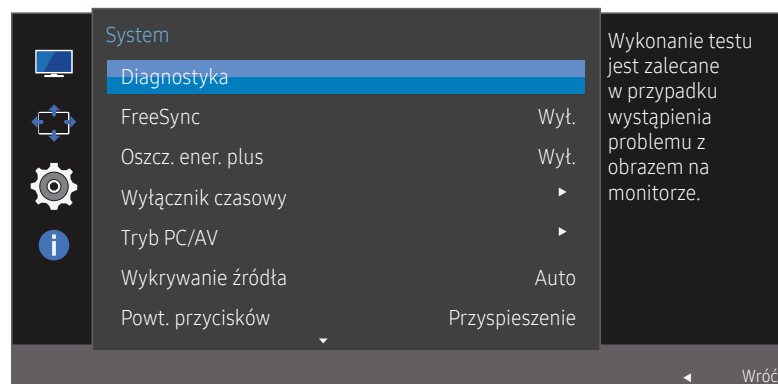 System
Diagnostyka
FreeSync Wył.
Oszcz. ener. plus Wył.
Wyłącznik czasowy
Tryb PC/AV
Wykrywanie źródła Auto
Powt. przycisków Przyspieszenie
Wykonanie testu
jest zalecane
w przypadku
wystąpienia
problemu z
obrazem na
monitorze.
Wróć